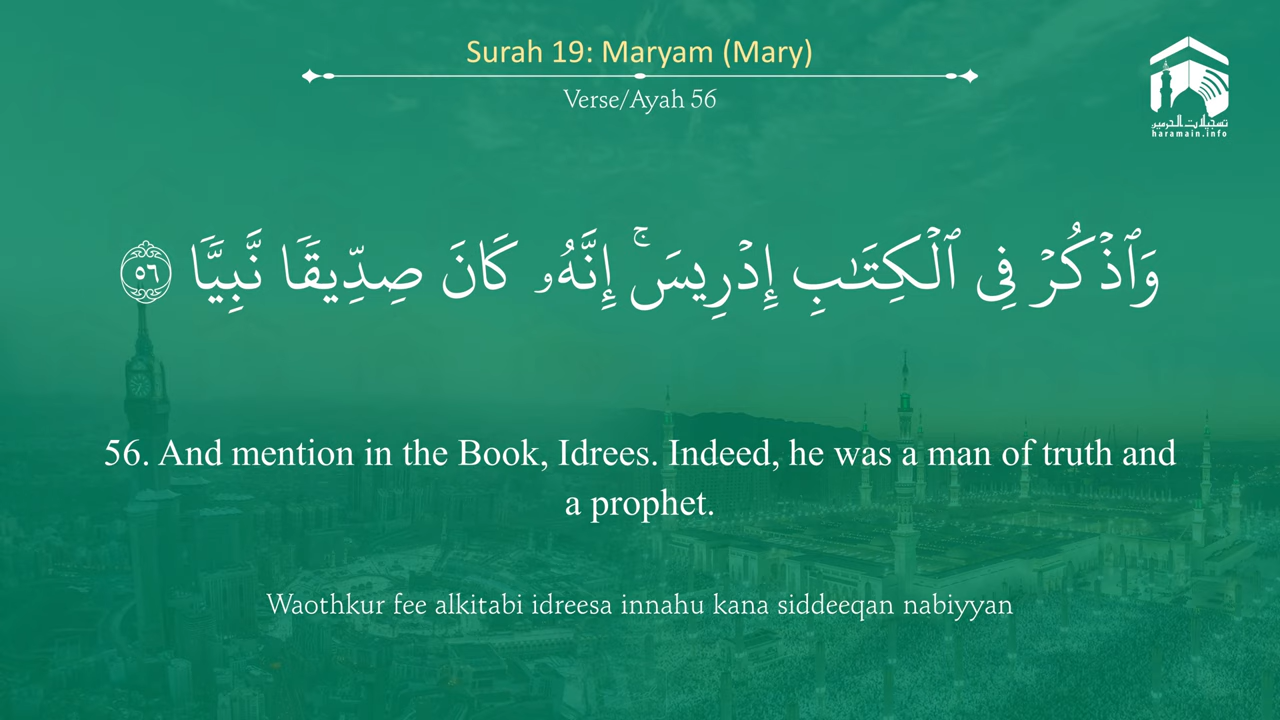 Surah 19: Maryam (Mary)
Verse/Ayah 56
تسجيلات الحرمين
haramain.info
وَٱذْكُرْ فِى ٱلْكِتَـٰبِ إِدْرِيسَ ۚ إِنَّهُۥ كَانَ صِدِّيقًا نَّبِيًّا ٥٦
56. And mention in the Book, Idrees. Indeed, he was a man of truth and
a prophet.
Waothkur fee alkitabi idreesa innahu kana siddeeqan nabiyyan